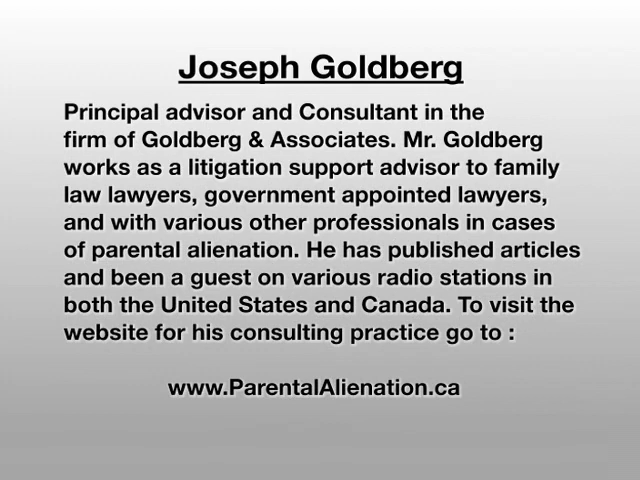 Joseph Goldberg
Principal advisor and Consultant in the
firm of Goldberg & Associates. Mr. Goldberg
works as a litigation support advisor to family
law lawyers, government appointed lawyers,
and with various other professionals in cases
of parental alienation. He has published articles
and been a guest on various radio stations in
both the United States and Canada. To visit the
website for his consulting practice go to :
www.ParentalAlienation.ca